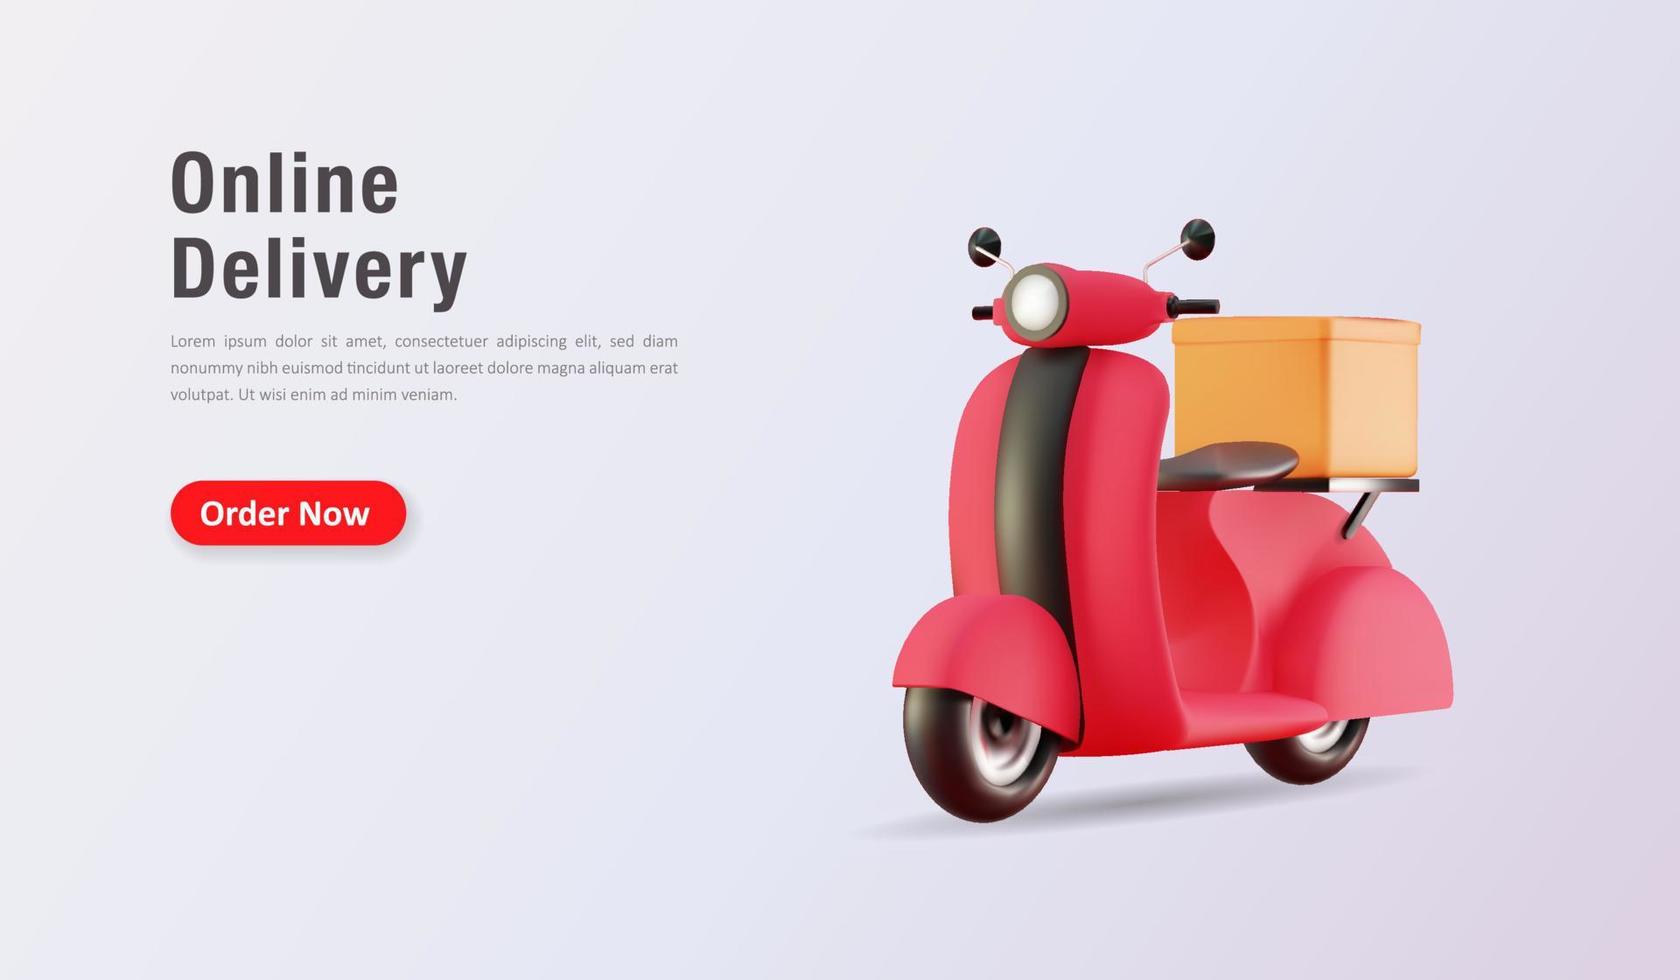 Online
Delivery
Lorem ipsum dolor sit amet, consectetuer adipiscing elit, sed diam
nonummy nibh euismod tincidunt ut laoreet dolore magna aliquam erat
volutpat. Ut wisi enim ad minim veniam.
Order Now